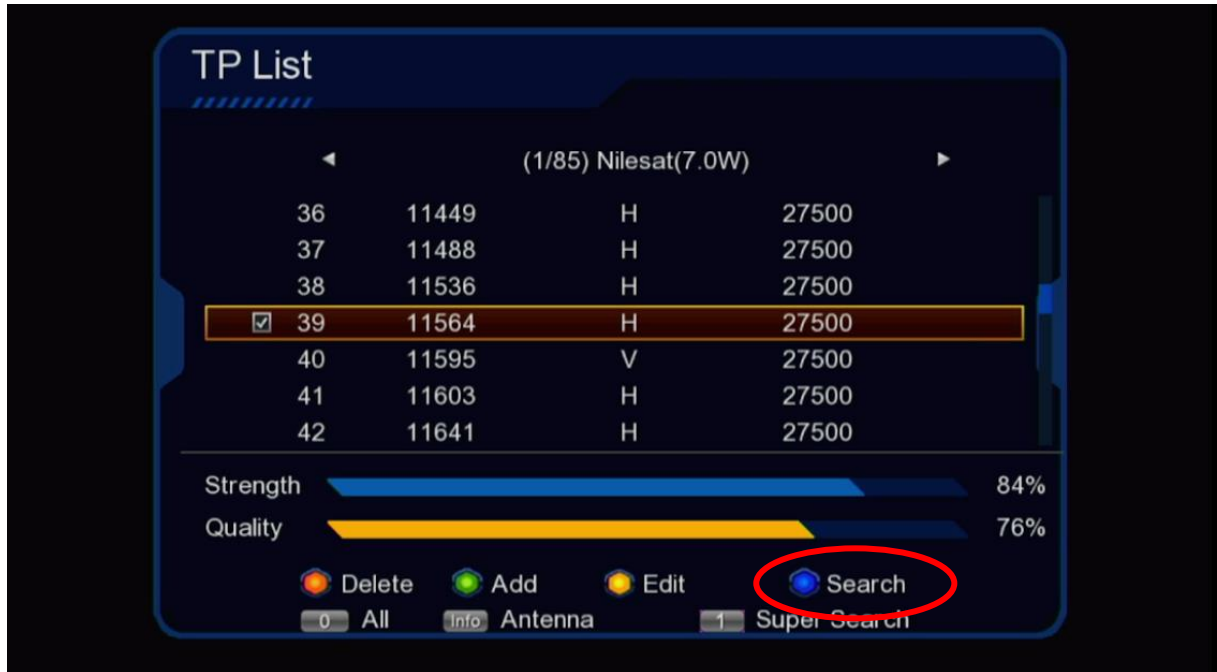 TP List
(1/85) Nilesat(7.0W)
36 11449 H 27500
37 11488 H 27500
38 11536 H 27500
39 11564 H 27500
40 11595 V 27500
41 11603 H 27500
42 11641 H 27500
Strength 84%
Quality 76%
Delete Add Edit Search
0 All Info Antenna 1 Super Search